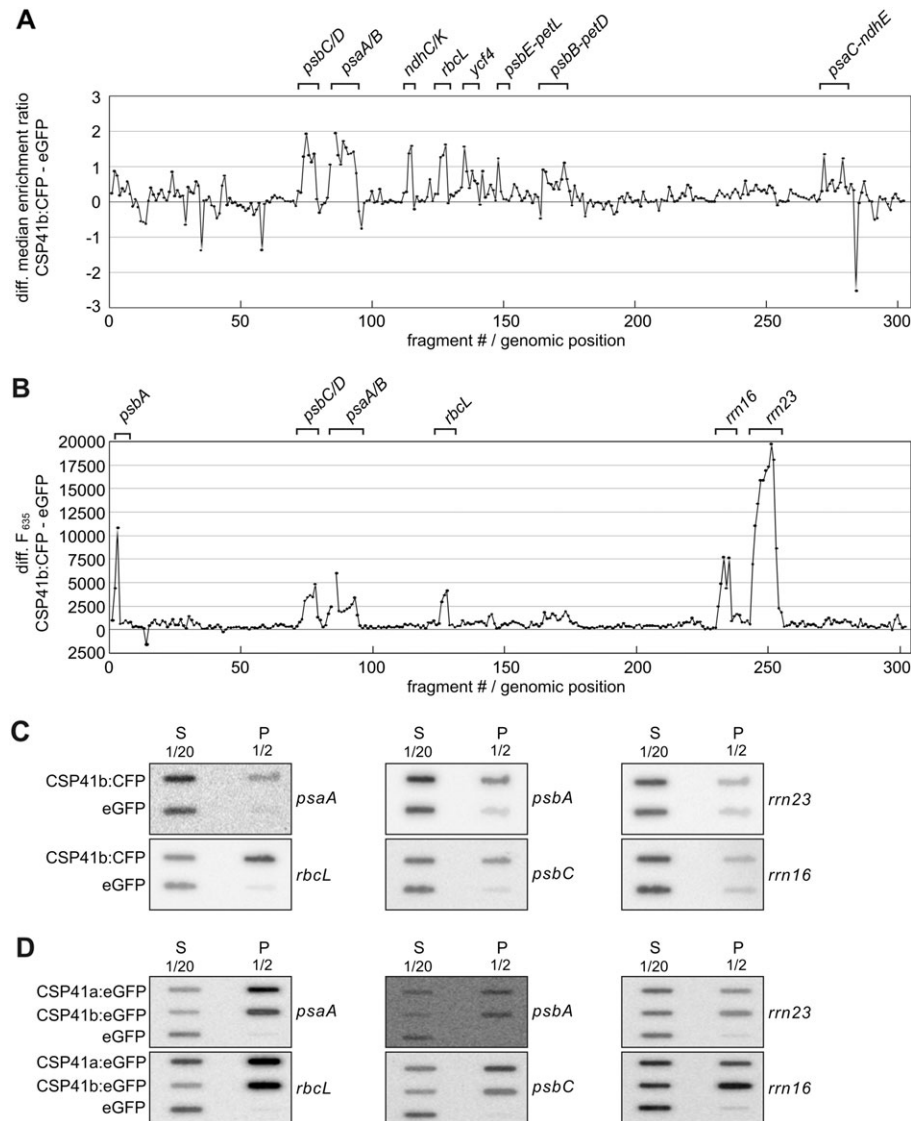 A
psbC/D psaA/B ndhC/K rbcL ycf4 psbE-petL psbB-petD psaC-ndhE
diff. median enrichment ratio
CSP41b:CFP - eGFP
3
2
1
0
-1
-2
-3
0 50 100 150 200 250 300
fragment # / genomic position
B
psbA psbC/D psaA/B rbcL rrn16 rrn23
diff. F635
CSP41b:CFP - eGFP
20000
17500
15000
12500
10000
7500
5000
2500
0
2500
0 50 100 150 200 250 300
fragment # / genomic position
C
S P S P S P
1/20 1/2 1/20 1/2 1/20 1/2
CSP41b:CFP
eGFP
psaA psbA rrn23
CSP41b:CFP
eGFP
rbcL psbC rrn16
D
S P S P S P
1/20 1/2 1/20 1/2 1/20 1/2
CSP41a:eGFP
CSP41b:eGFP
eGFP
psaA psbA rrn23
CSP41a:eGFP
CSP41b:eGFP
eGFP
rbcL psbC rrn16